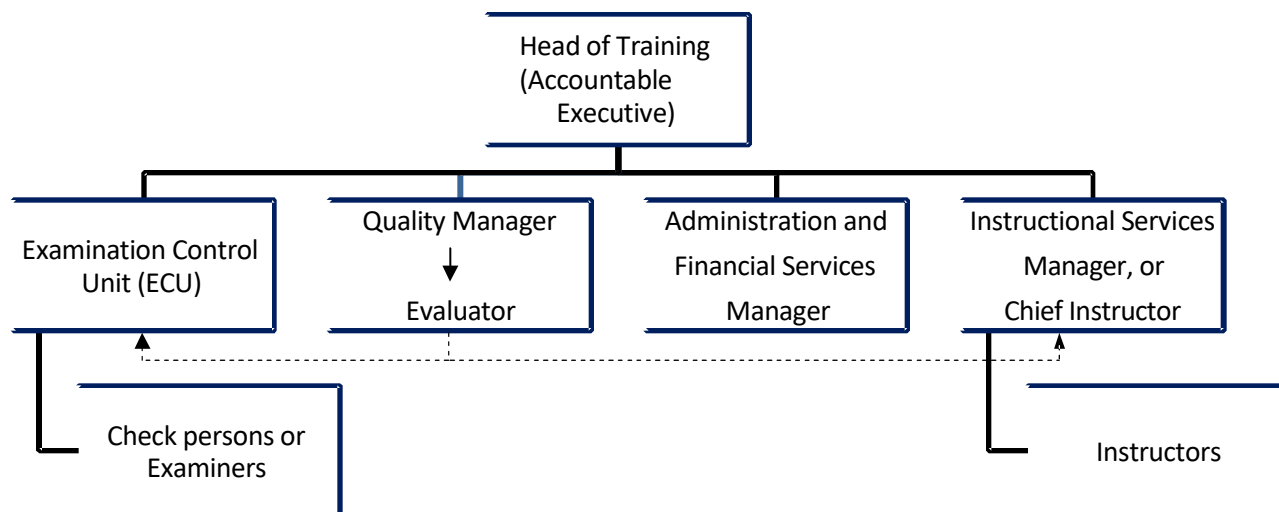 Head of Training
(Accountable
Executive)
Examination Control
Unit (ECU)
Quality Manager
Evaluator
Administration and
Financial Services
Manager
Instructional Services
Manager, or
Chief Instructor
Check persons or
Examiners
Instructors